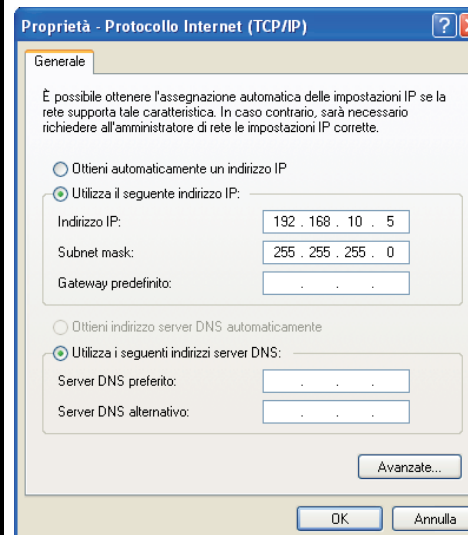 Proprietà - Protocollo Internet (TCP/IP)
Generale
È possibile ottenere l'assegnazione automatica delle impostazioni IP se la
rete supporta tale caratteristica. In caso contrario, sarà necessario
richiedere all'amministratore di rete le impostazioni IP corrette.
Ottieni automaticamente un indirizzo IP
Utilizza il seguente indirizzo IP:
Indirizzo IP: 192 . 168 . 10 . 5
Subnet mask: 255 . 255 . 255 . 0
Gateway predefinito: . . .
Ottieni indirizzo server DNS automaticamente
Utilizza i seguenti indirizzi server DNS:
Server DNS preferito: . . .
Server DNS alternativo: . . .
Avanzate...
OK Annulla